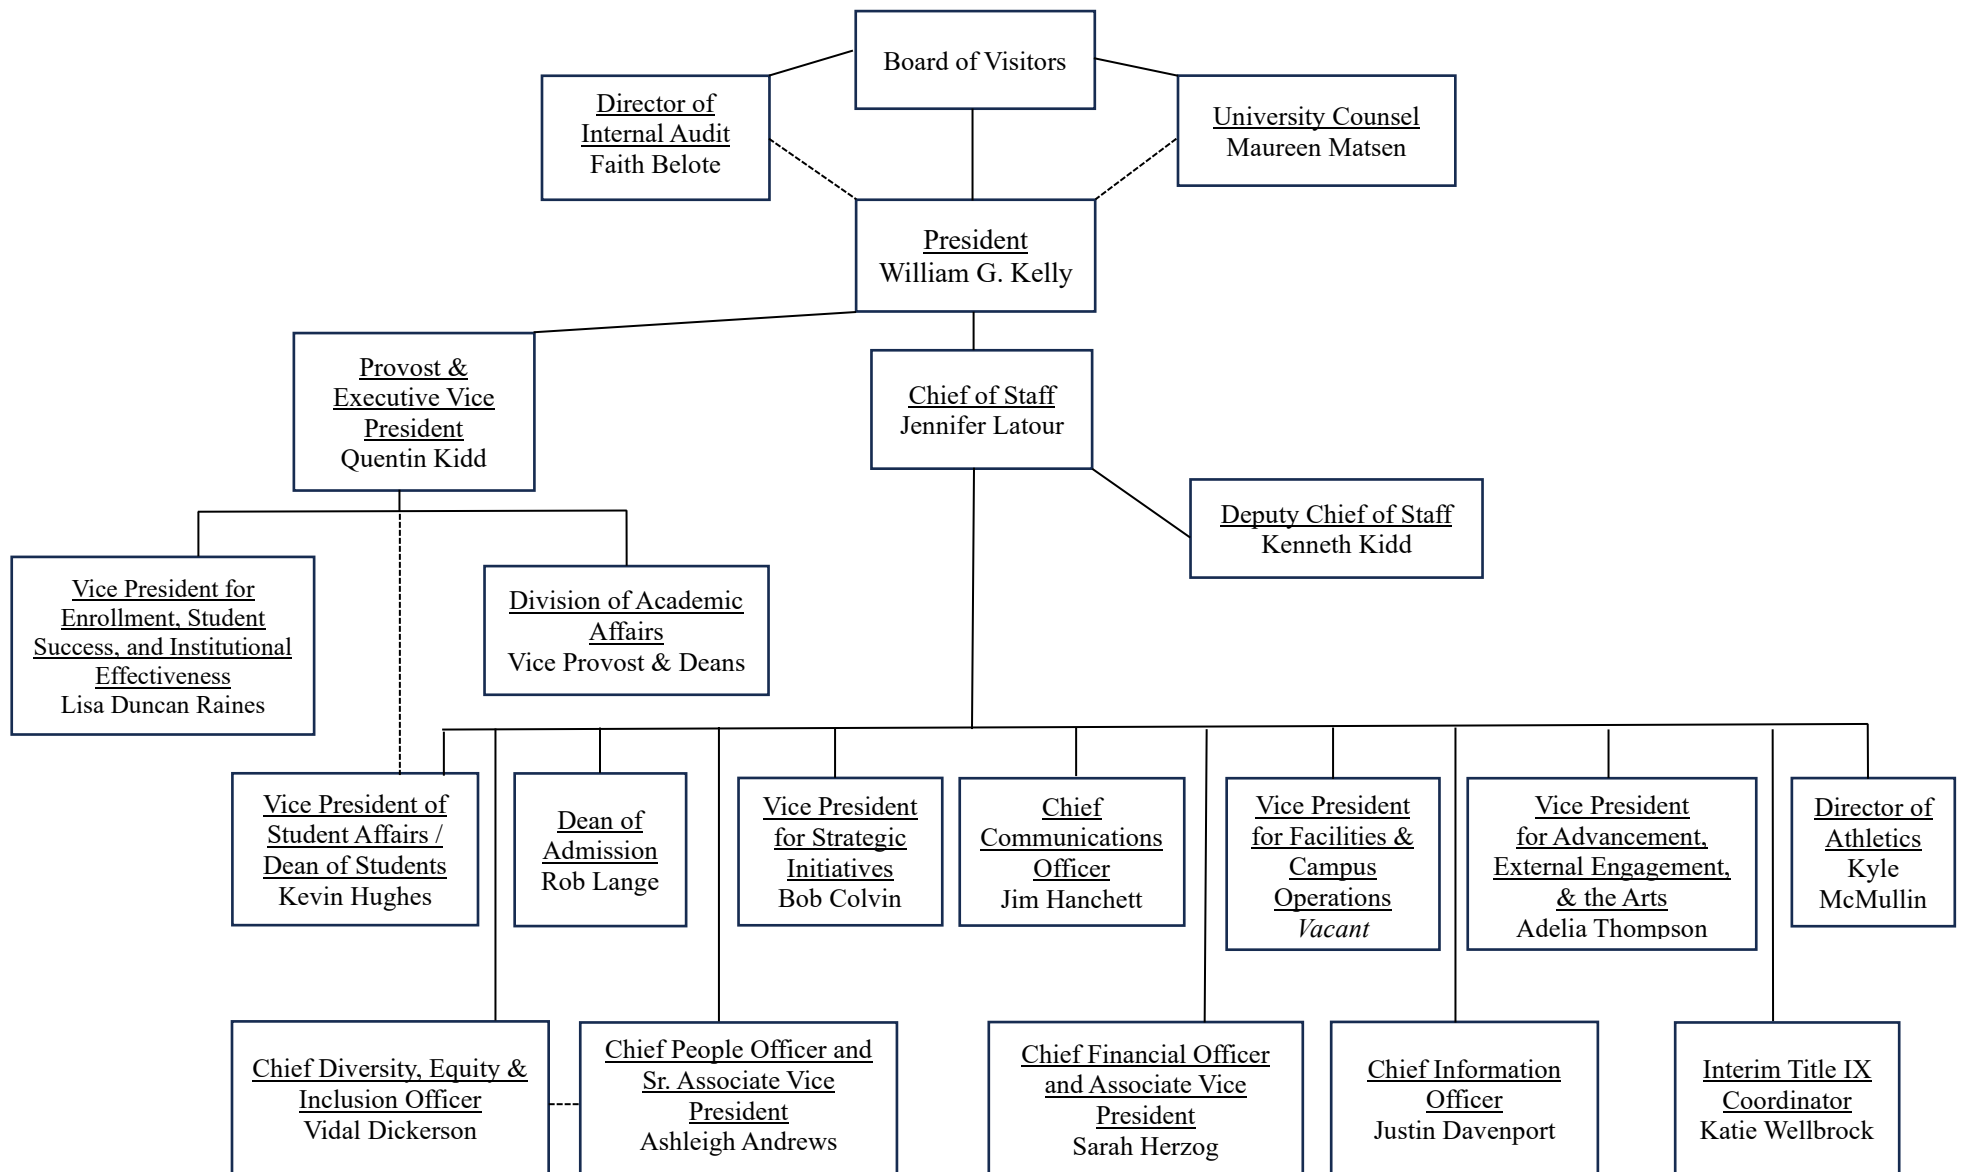 Board of Visitors
Director of
Internal Audit
Faith Belote
University Counsel
Maureen Matsen
President
William G. Kelly
Provost &
Executive Vice
President
Quentin Kidd
Chief of Staff
Jennifer Latour
Deputy Chief of Staff
Kenneth Kidd
Vice President for
Enrollment, Student
Success, and Institutional
Effectiveness
Lisa Duncan Raines
Division of Academic
Affairs
Vice Provost & Deans
Vice President of
Student Affairs /
Dean of Students
Kevin Hughes
Dean of
Admission
Rob Lange
Vice President
for Strategic
Initiatives
Bob Colvin
Chief
Communications
Officer
Jim Hanchett
Vice President
for Facilities &
Campus
Operations
Vacant
Vice President
for Advancement,
External Engagement,
& the Arts
Adelia Thompson
Director of
Athletics
Kyle
McMullin
Chief Diversity, Equity &
Inclusion Officer
Vidal Dickerson
Chief People Officer and
Sr. Associate Vice
President
Ashleigh Andrews
Chief Financial Officer
and Associate Vice
President
Sarah Herzog
Chief Information
Officer
Justin Davenport
Interim Title IX
Coordinator
Katie Wellbrock